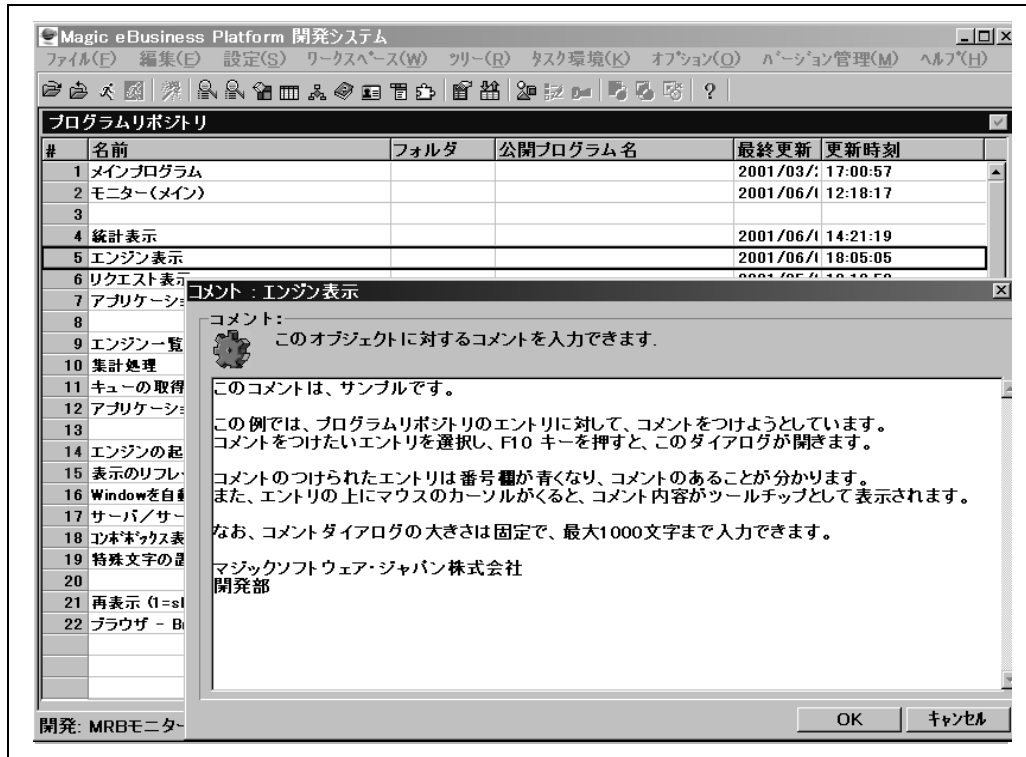 Magic eBusiness Platform 開発システム
ファイル(F) 編集(E) 設定(S) ワークスペース(W) ツリー(R) タスク環境(K) オプション(O) バージョン管理(M) ヘルプ(H)
プログラムリポジトリ
# 名前 フォルダ 公開プログラム名 最終更新 更新時刻
1 メインプログラム 2001/03/ 17:00:57
2 モニター(メイン) 2001/06/ 12:18:17
3
4 統計表示 2001/06/ 14:21:19
5 エンジン表示 2001/06/ 18:05:05
6 リクエスト表示
7 アプリケーショ
8
9 エンジン一覧
10 集計処理
11 キューの取得
12 アプリケーショ
13
14 エンジンの起
15 表示のリフレ
16 Windowを自動
17 サーバ/サー
18 コンボボックス表
19 特殊文字の置
20
21 再表示 (1=sl
22 ブラウザ - B
コメント : エンジン表示
コメント:
このオブジェクトに対するコメントを入力できます.
このコメントは、サンプルです。
この例では、プログラムリポジトリのエントリに対して、コメントをつけようとしています。
コメントをつけたいエントリを選択し、F10 キーを押すと、このダイアログが開きます。
コメントのつけられたエントリは番号欄が青くなり、コメントのあることが分かります。
また、エントリの上にマウスのカーソルがくると、コメント内容がツールチップとして表示されます。
なお、コメントダイアログの大きさは固定で、最大1000文字まで入力できます。
マジックソフトウェア・ジャパン株式会社
開発部
OK キャンセル
開発: MRBモニター